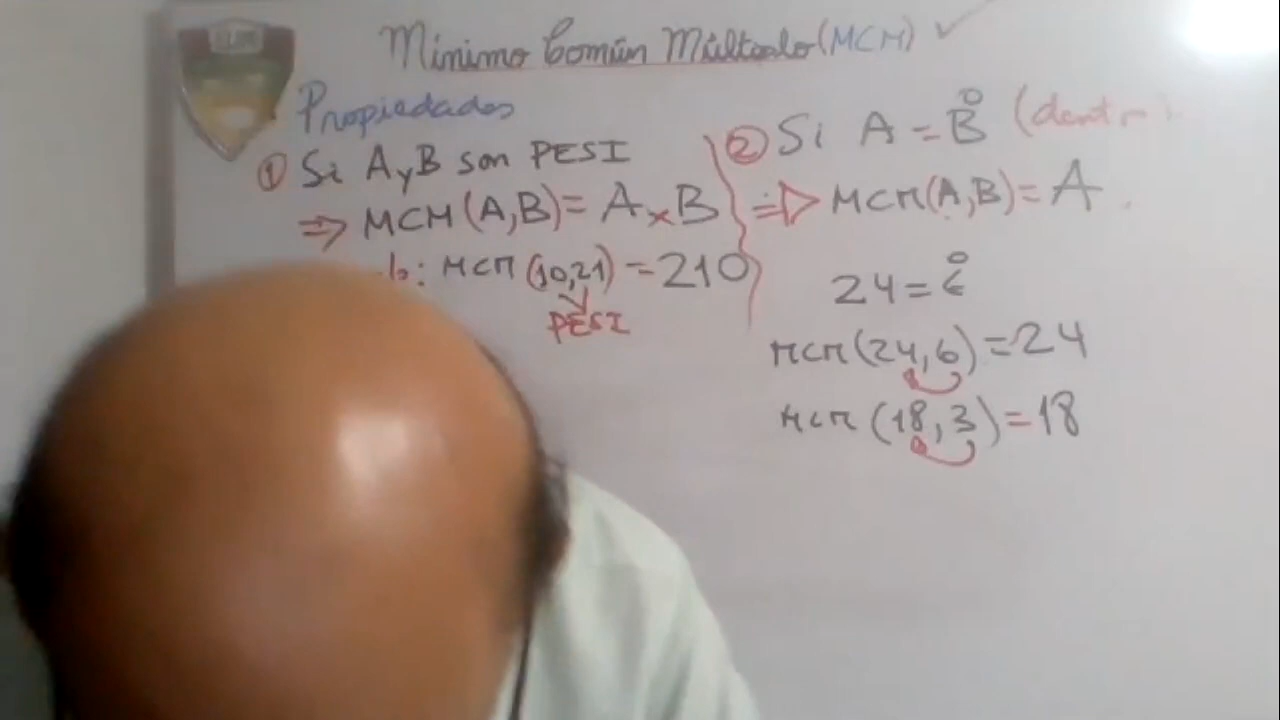 Mínimo Común Múltiplo (MCM) ✓
Propiedades
① Si A y B son PESI
⇒ MCM (A,B) = A x B
: MCM (10,21) = 210
PESI
② Si A = B̊ (dentr
⇒ MCM(A,B) = A.
24 = 6̊
MCM (24,6) = 24
MCM (18,3) = 18